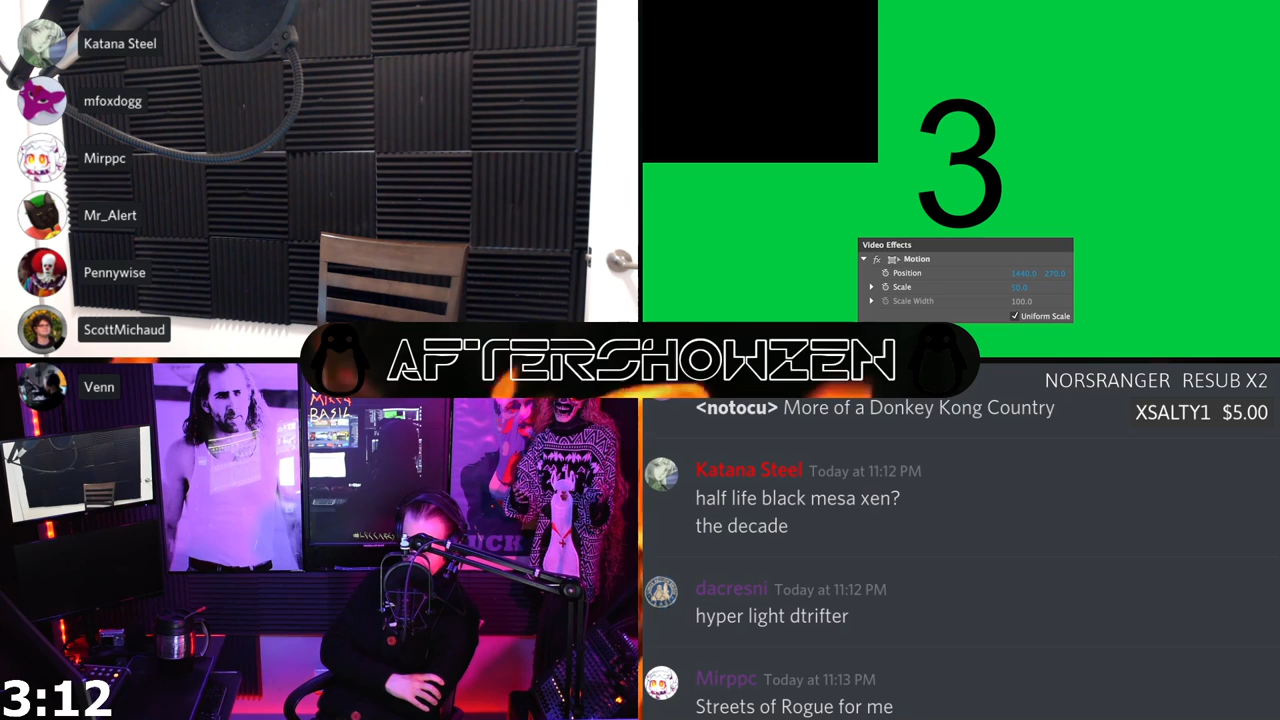 Katana Steel
mfoxdogg
Mirppc
Mr_Alert
Pennywise
ScottMichaud
Venn
3
Video Effects
fx Motion
Position 1440.0 270.0
Scale 50.0
Scale Width 100.0
✓ Uniform Scale
AFTERSHOWZEN
NORSRANGER RESUB X2
XSALTY1 $5.00
<notocu> More of a Donkey Kong Country
Katana Steel Today at 11:12 PM
half life black mesa xen?
the decade
dacresni Today at 11:12 PM
hyper light dtrifter
Mirppc Today at 11:13 PM
Streets of Rogue for me
3:12